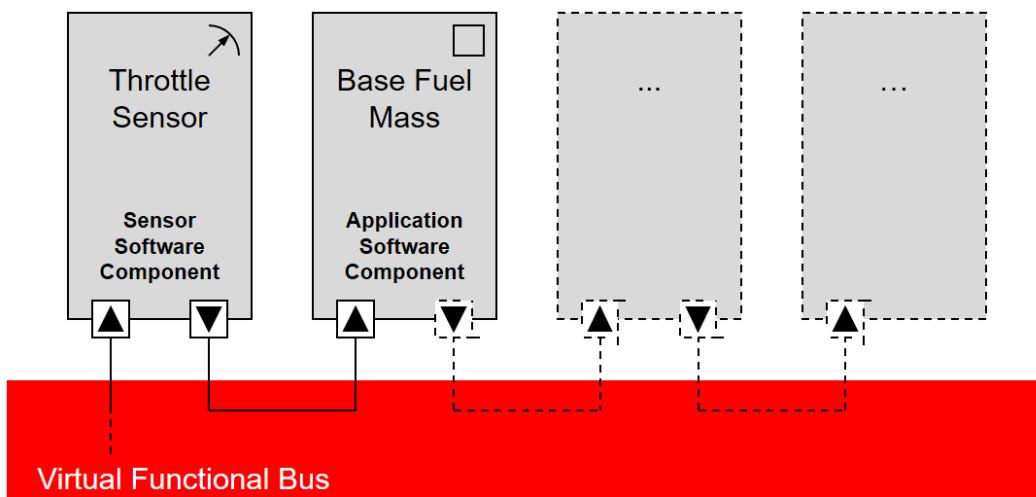 Throttle
Sensor
Sensor
Software
Component
Base Fuel
Mass
Application
Software
Component
...
...
Virtual Functional Bus